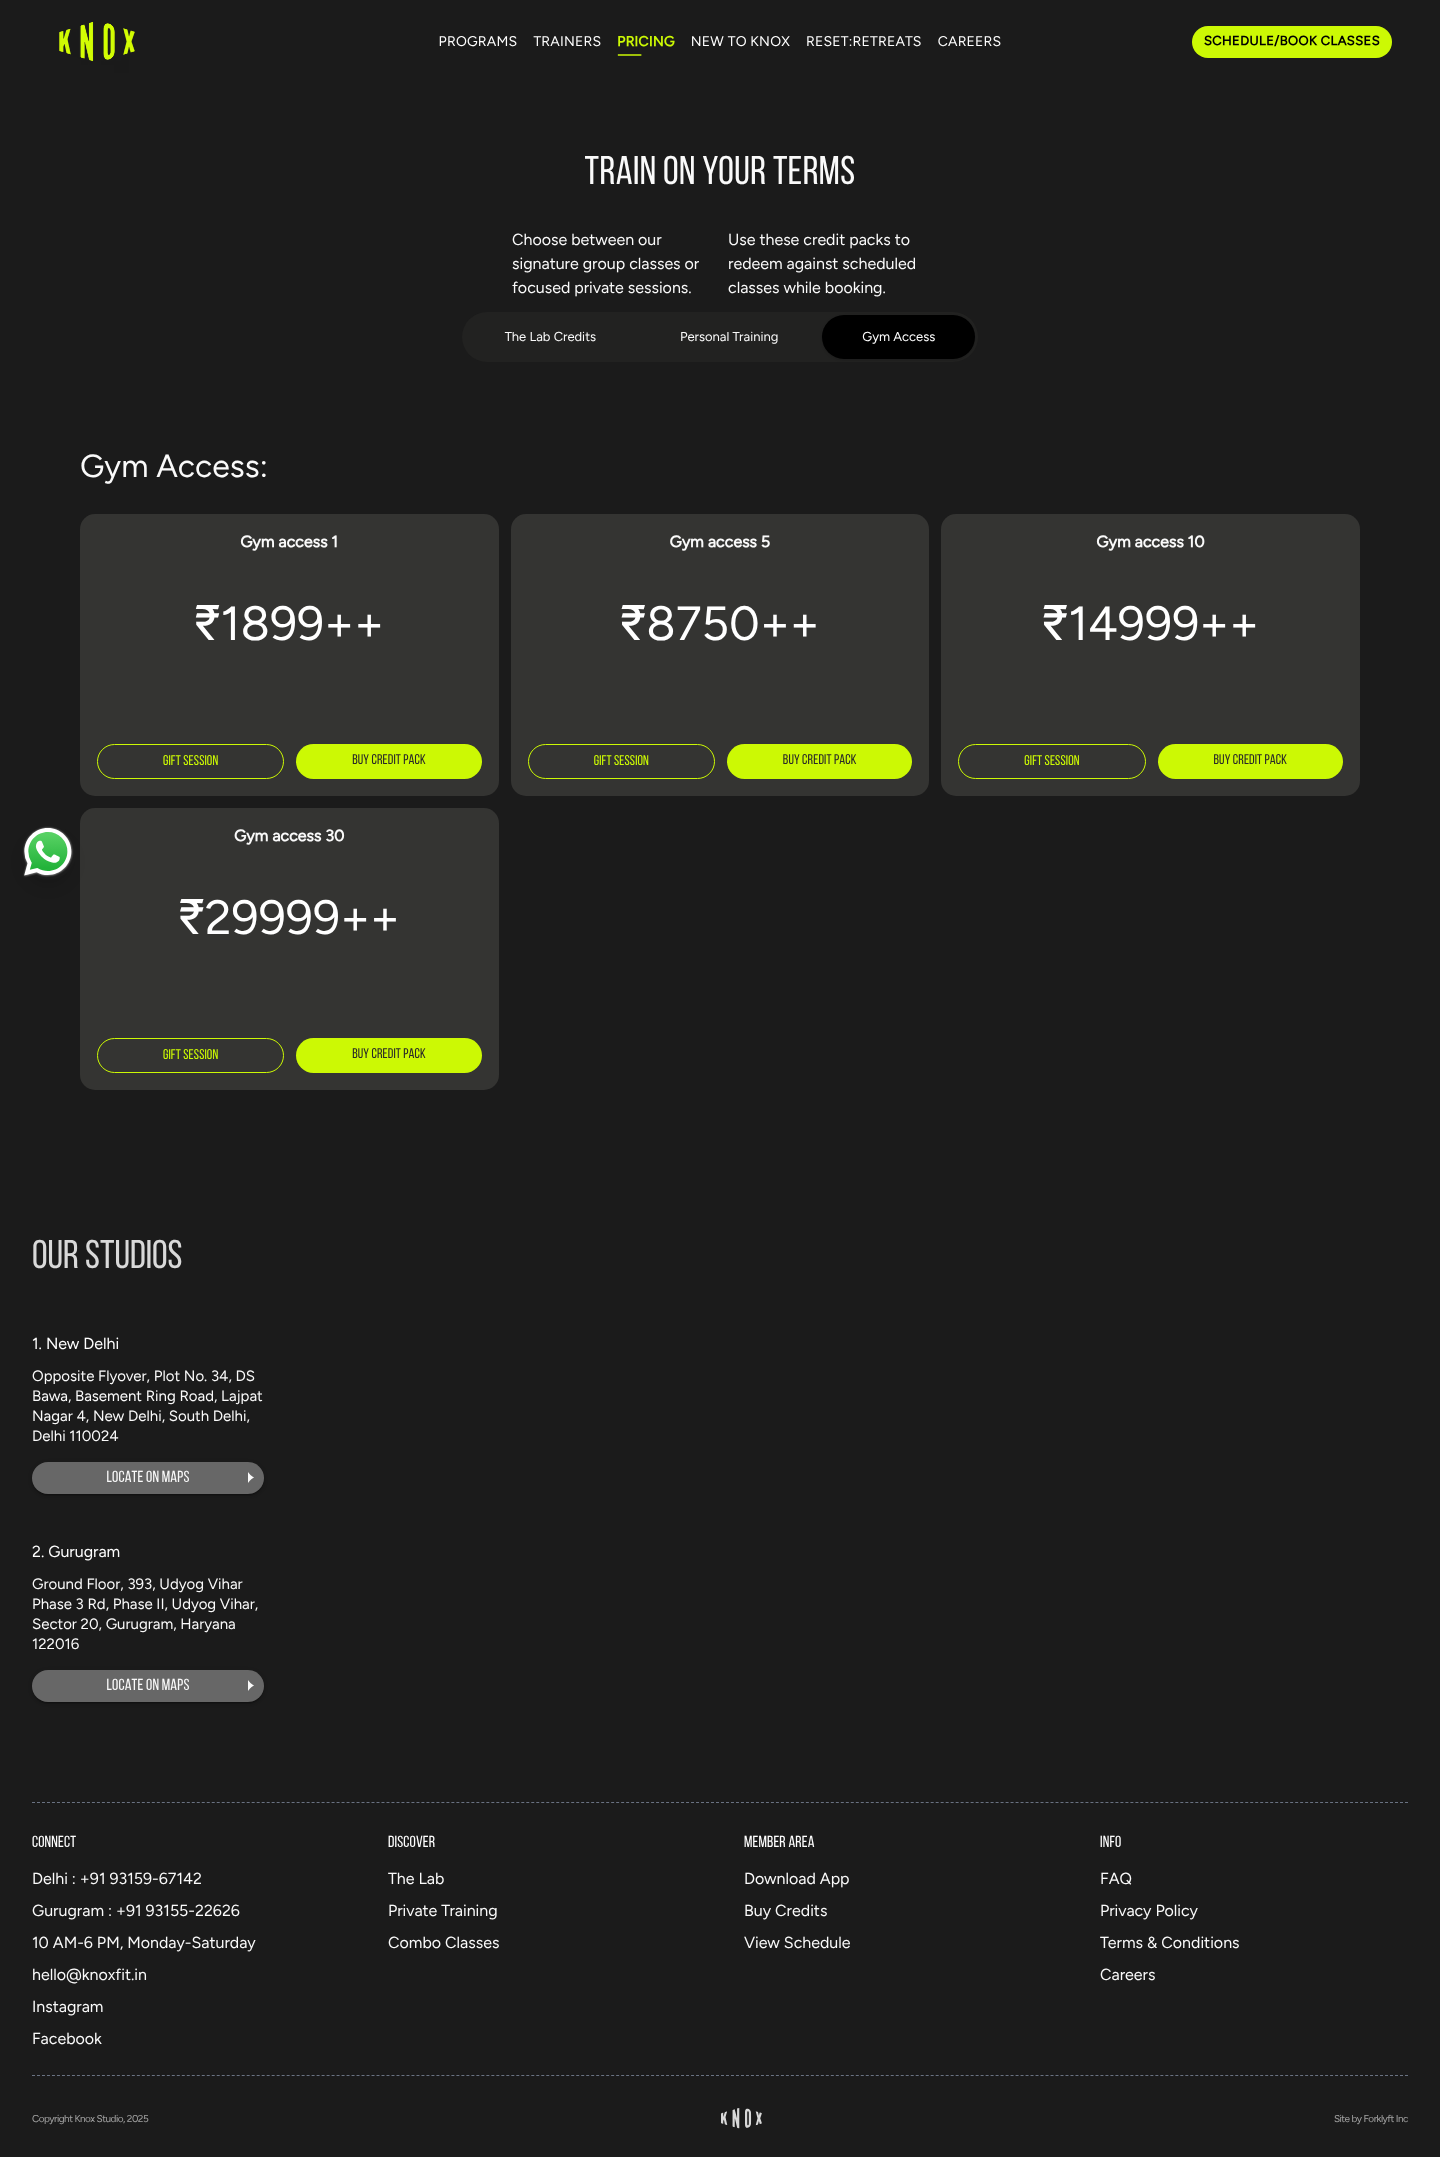 KNOX
PROGRAMS
TRAINERS
PRICING
NEW TO KNOX
RESET:RETREATS
CAREERS
SCHEDULE/BOOK CLASSES
TRAIN ON YOUR TERMS
Choose between our
signature group classes or
focused private sessions.
Use these credit packs to
redeem against scheduled
classes while booking.
The Lab Credits
Personal Training
Gym Access
Gym Access:
Gym access 1
₹1899++
GIFT SESSION
BUY CREDIT PACK
Gym access 5
₹8750++
GIFT SESSION
BUY CREDIT PACK
Gym access 10
₹14999++
GIFT SESSION
BUY CREDIT PACK
Gym access 30
₹29999++
GIFT SESSION
BUY CREDIT PACK
OUR STUDIOS
1. New Delhi
Opposite Flyover, Plot No. 34, DS
Bawa, Basement Ring Road, Lajpat
Nagar 4, New Delhi, South Delhi,
Delhi 110024
LOCATE ON MAPS
2. Gurugram
Ground Floor, 393, Udyog Vihar
Phase 3 Rd, Phase II, Udyog Vihar,
Sector 20, Gurugram, Haryana
122016
LOCATE ON MAPS
CONNECT
Delhi : +91 93159-67142
Gurugram : +91 93155-22626
10 AM-6 PM, Monday-Saturday
hello@knoxfit.in
Instagram
Facebook
DISCOVER
The Lab
Private Training
Combo Classes
MEMBER AREA
Download App
Buy Credits
View Schedule
INFO
FAQ
Privacy Policy
Terms & Conditions
Careers
Copyright Knox Studio, 2025
KNOX
Site by Forklyft Inc